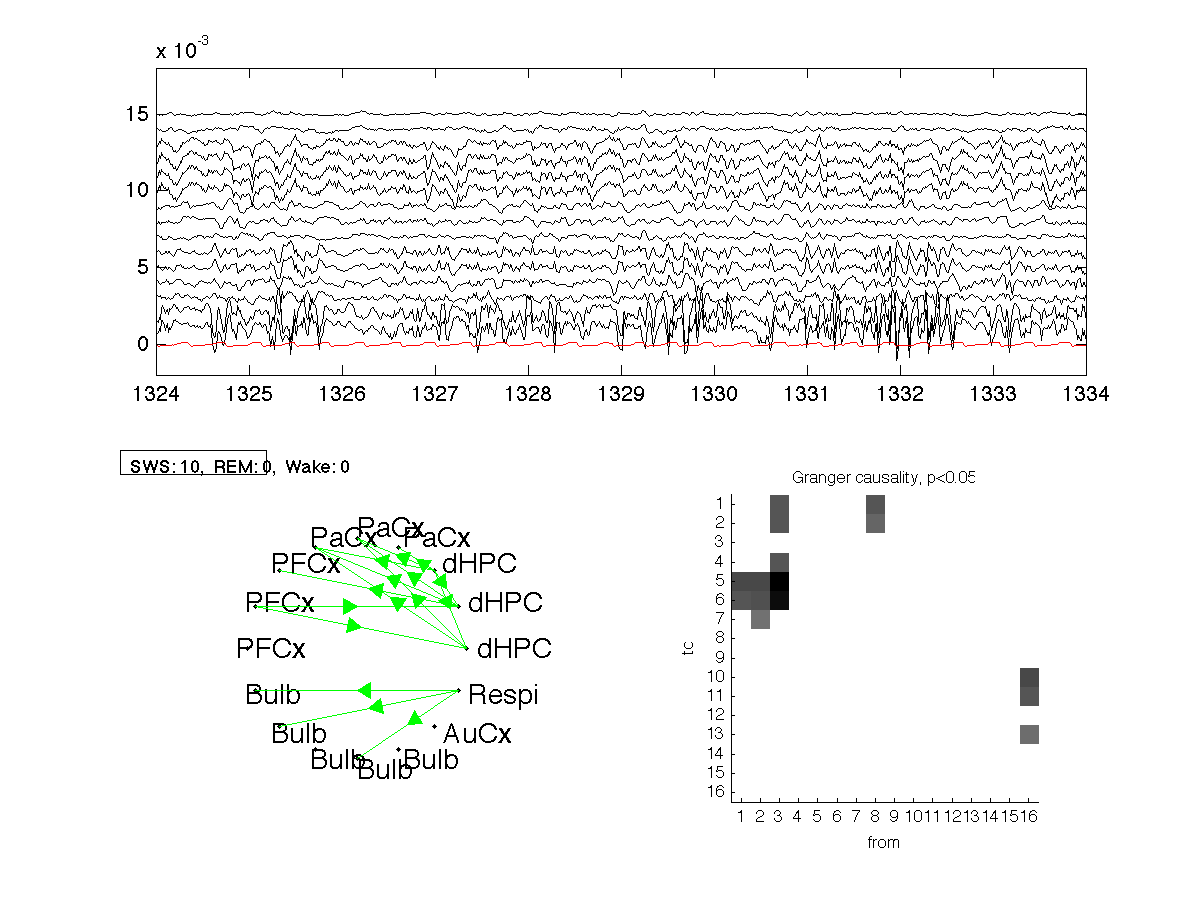 x 10-3
15
10
5
0
1324 1325 1326 1327 1328 1329 1330 1331 1332 1333 1334
SWS:10, REM:0, Wake:0
Granger causality, p<0.05
PaCx
PaCx PaCx
PFCx dHPC
PFCx dHPC
PFCx dHPC
Bulb Respi
Bulb AuCx
Bulb Bulb
Bulb
1
2
3
4
5
6
7
8
9
10
11
12
13
14
15
16
to
1 2 3 4 5 6 7 8 9 10 11 12 13 14 15 16
from